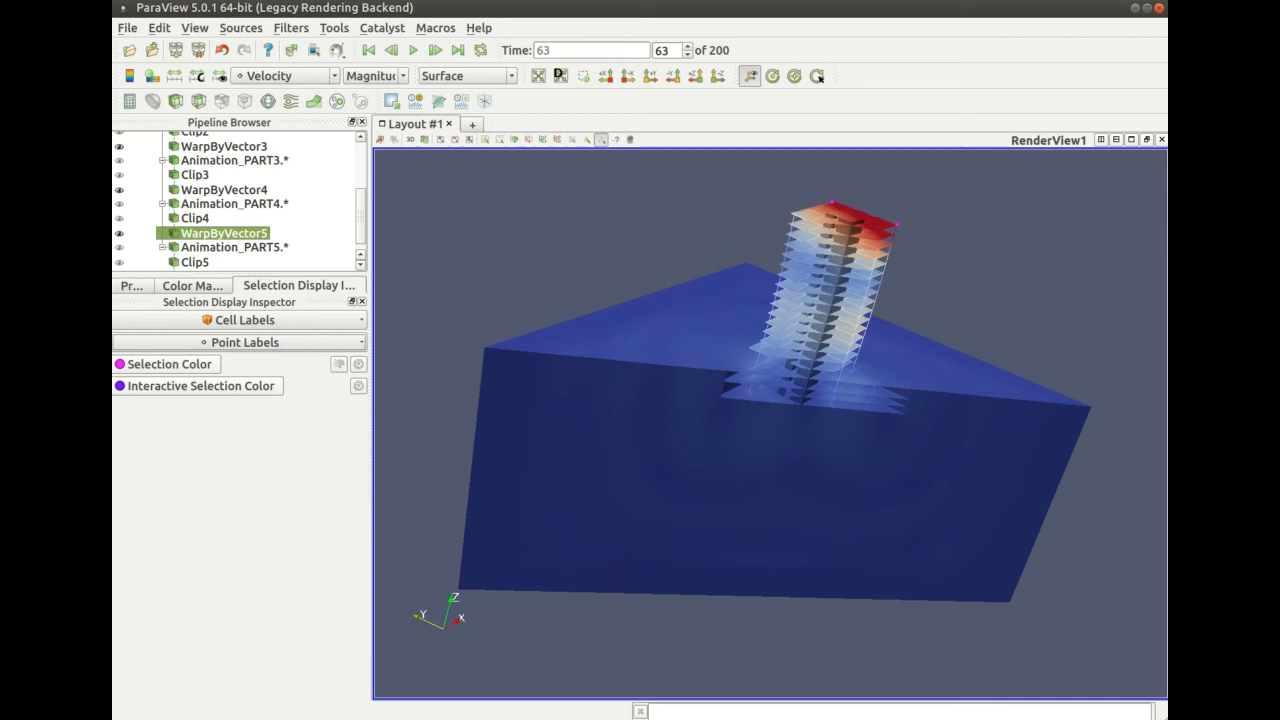 ParaView 5.0.1 64-bit (Legacy Rendering Backend)
File Edit View Sources Filters Tools Catalyst Macros Help
Time: 63 63 of 200
Velocity Magnituc Surface
Pipeline Browser
Layout #1
RenderView1
Clip2
WarpByVector3
Animation_PART3.*
Clip3
WarpByVector4
Animation_PART4.*
Clip4
WarpByVector5
Animation_PART5.*
Clip5
Pr... Color Ma... Selection Display I...
Selection Display Inspector
Cell Labels
Point Labels
Selection Color
Interactive Selection Color
Z
Y
X